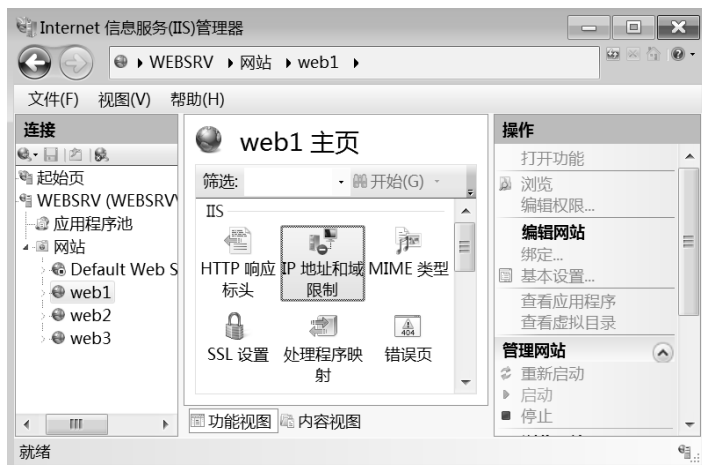 Internet 信息服务(IIS)管理器
WEBSRV 网站 web1
文件(F) 视图(V) 帮助(H)
连接
起始页
WEBSRV (WEBSRV
应用程序池
网站
Default Web S
web1
web2
web3
web1 主页
筛选: 开始(G)
IIS
HTTP 响应标头
IP 地址和域限制
MIME 类型
SSL 设置
处理程序映射
404
错误页
功能视图 内容视图
操作
打开功能
浏览
编辑权限...
编辑网站
绑定...
基本设置...
查看应用程序
查看虚拟目录
管理网站
重新启动
启动
停止
就绪